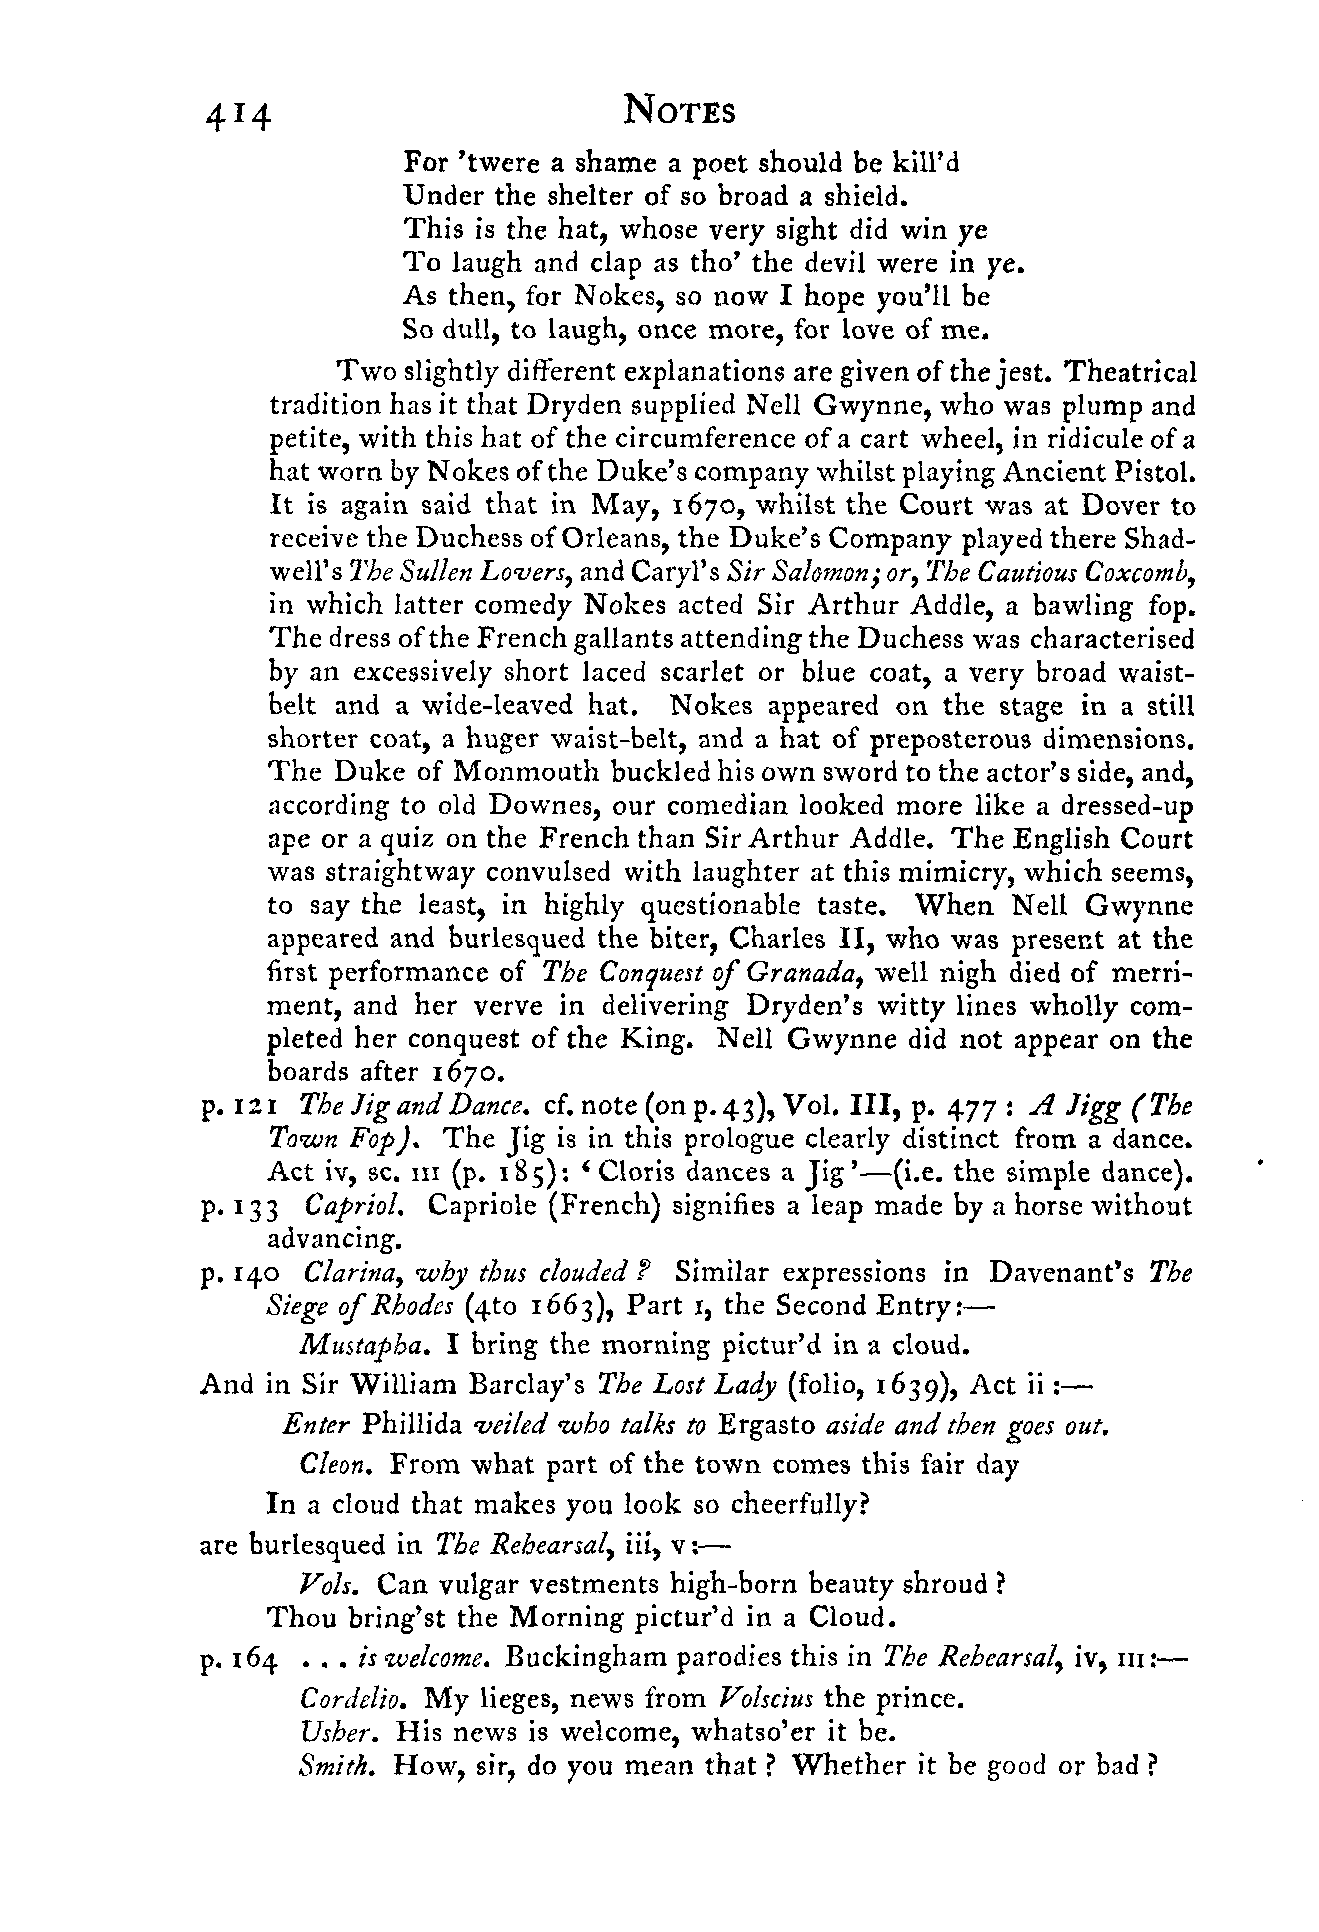 414 NOTES
For 'twere a shame a poet should be kill'd
Under the shelter of so broad a shield.
This is the hat, whose very sight did win ye
To laugh and clap as tho' the devil were in ye.
As then, for Nokes, so now I hope you'll be
So dull, to laugh, once more, for love of me.
Two slightly different explanations are given of the jest. Theatrical
tradition has it that Dryden supplied Nell Gwynne, who was plump and
petite, with this hat of the circumference of a cart wheel, in ridicule of a
hat worn by Nokes of the Duke's company whilst playing Ancient Pistol.
It is again said that in May, 1670, whilst the Court was at Dover to
receive the Duchess of Orleans, the Duke's Company played there Shad-
well's The Sullen Lovers, and Caryl's Sir Salomon; or, The Cautious Coxcomb,
in which latter comedy Nokes acted Sir Arthur Addle, a bawling fop.
The dress of the French gallants attending the Duchess was characterised
by an excessively short laced scarlet or blue coat, a very broad waist-
belt and a wide-leaved hat. Nokes appeared on the stage in a still
shorter coat, a huger waist-belt, and a hat of preposterous dimensions.
The Duke of Monmouth buckled his own sword to the actor's side, and,
according to old Downes, our comedian looked more like a dressed-up
ape or a quiz on the French than Sir Arthur Addle. The English Court
was straightway convulsed with laughter at this mimicry, which seems,
to say the least, in highly questionable taste. When Nell Gwynne
appeared and burlesqued the biter, Charles II, who was present at the
first performance of The Conquest of Granada, well nigh died of merri-
ment, and her verve in delivering Dryden's witty lines wholly com-
pleted her conquest of the King. Nell Gwynne did not appear on the
boards after 1670.
p. 121 The Jig and Dance. cf. note (on p. 43), Vol. III, p. 477 : A Jigg (The
Town Fop). The Jig is in this prologue clearly distinct from a dance.
Act iv, sc. III (p. 185): ‘Cloris dances a Jig’—(i.e. the simple dance).
p. 133 Capriol. Capriole (French) signifies a leap made by a horse without
advancing.
p. 140 Clarina, why thus clouded ? Similar expressions in Davenant's The
Siege of Rhodes (4to 1663), Part I, the Second Entry:—
Mustapha. I bring the morning pictur'd in a cloud.
And in Sir William Barclay's The Lost Lady (folio, 1639), Act ii :—
Enter Phillida veiled who talks to Ergasto aside and then goes out.
Cleon. From what part of the town comes this fair day
In a cloud that makes you look so cheerfully?
are burlesqued in The Rehearsal, iii, v:—
Vols. Can vulgar vestments high-born beauty shroud ?
Thou bring'st the Morning pictur'd in a Cloud.
p. 164 . . . is welcome. Buckingham parodies this in The Rehearsal, iv, III:—
Cordelio. My lieges, news from Volscius the prince.
Usher. His news is welcome, whatso'er it be.
Smith. How, sir, do you mean that ? Whether it be good or bad ?